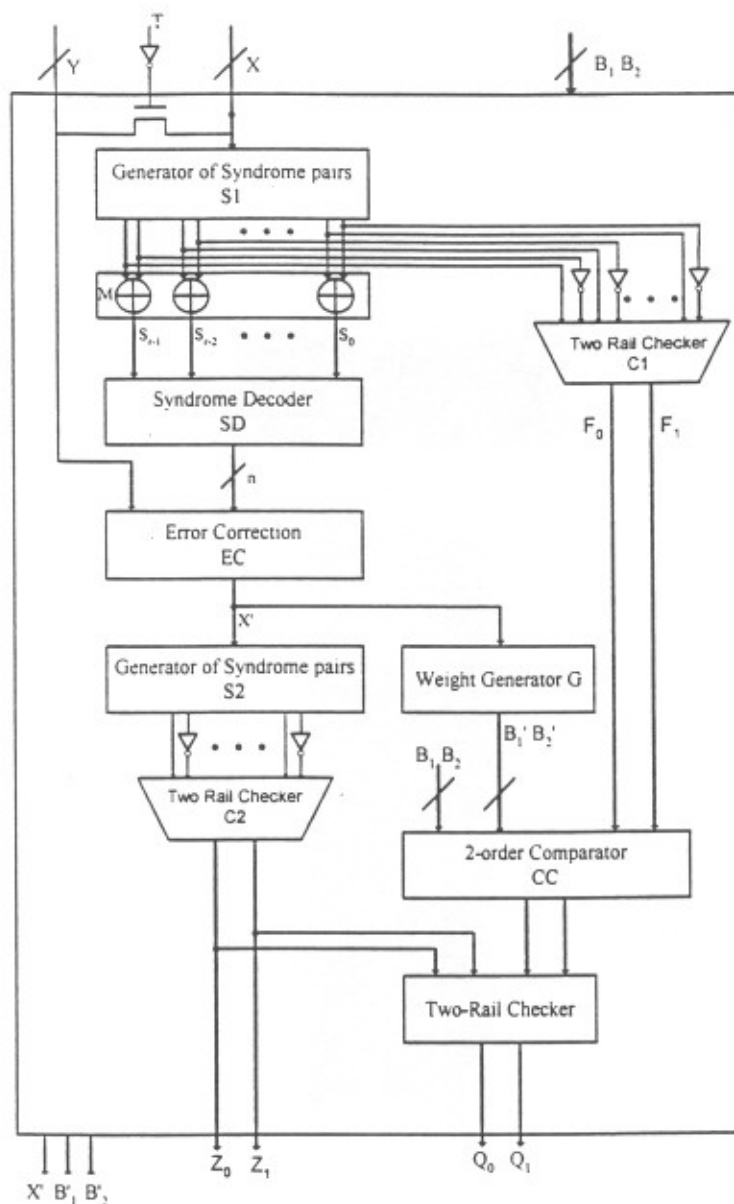 T
Y
X
B₁ B₂
Generator of Syndrome pairs
S1
M
Sᵣ₋₁ Sᵣ₋₂ • • • S₀
Two Rail Checker
C1
Syndrome Decoder
SD
F₀ F₁
n
Error Correction
EC
X'
Generator of Syndrome pairs
S2
Weight Generator G
B₁' B₂'
B₁ B₂
Two Rail Checker
C2
2-order Comparator
CC
Two-Rail Checker
X' B'₁ B'₂
Z₀ Z₁
Q₀ Q₁